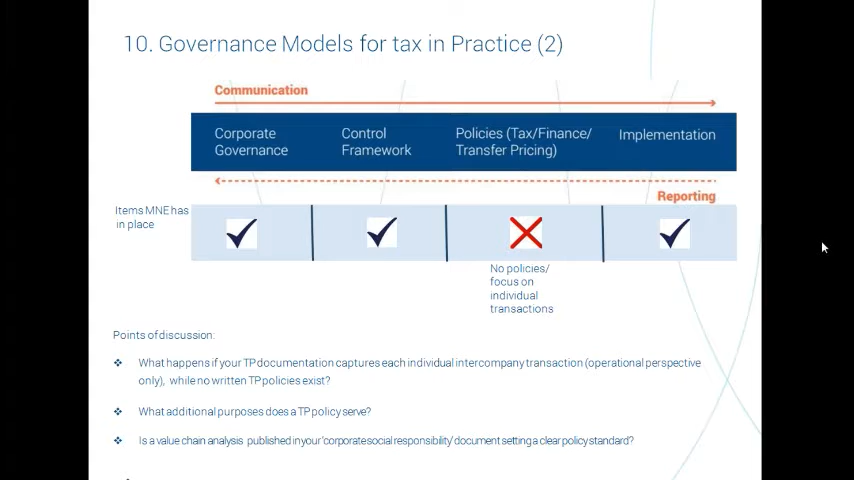 10. Governance Models for tax in Practice (2)
Communication
Corporate Governance
Control Framework
Policies (Tax/Finance/ Transfer Pricing)
Implementation
Reporting
Items MNE has
in place
No policies/
focus on
individual
transactions
Points of discussion:
What happens if your TP documentation captures each individual intercompany transaction (operational perspective
only), while no written TP policies exist?
What additional purposes does a TP policy serve?
Is a value chain analysis published in your 'corporate social responsibility' document setting a clear policy standard?